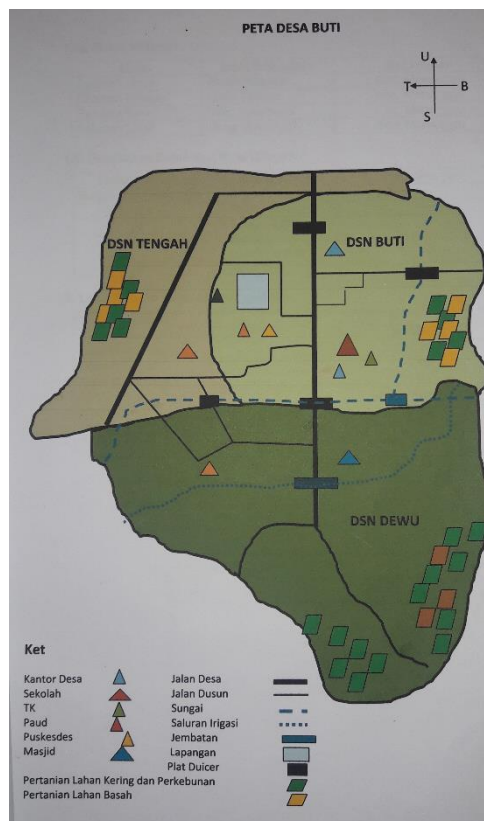 PETA DESA BUTI
U
T B
S
DSN TENGAH
DSN BUTI
DSN DEWU
Ket
Kantor Desa
Sekolah
TK
Paud
Puskesdes
Masjid
Jalan Desa
Jalan Dusun
Sungai
Saluran Irigasi
Jembatan
Lapangan
Plat Duicer
Pertanian Lahan Kering dan Perkebunan
Pertanian Lahan Basah